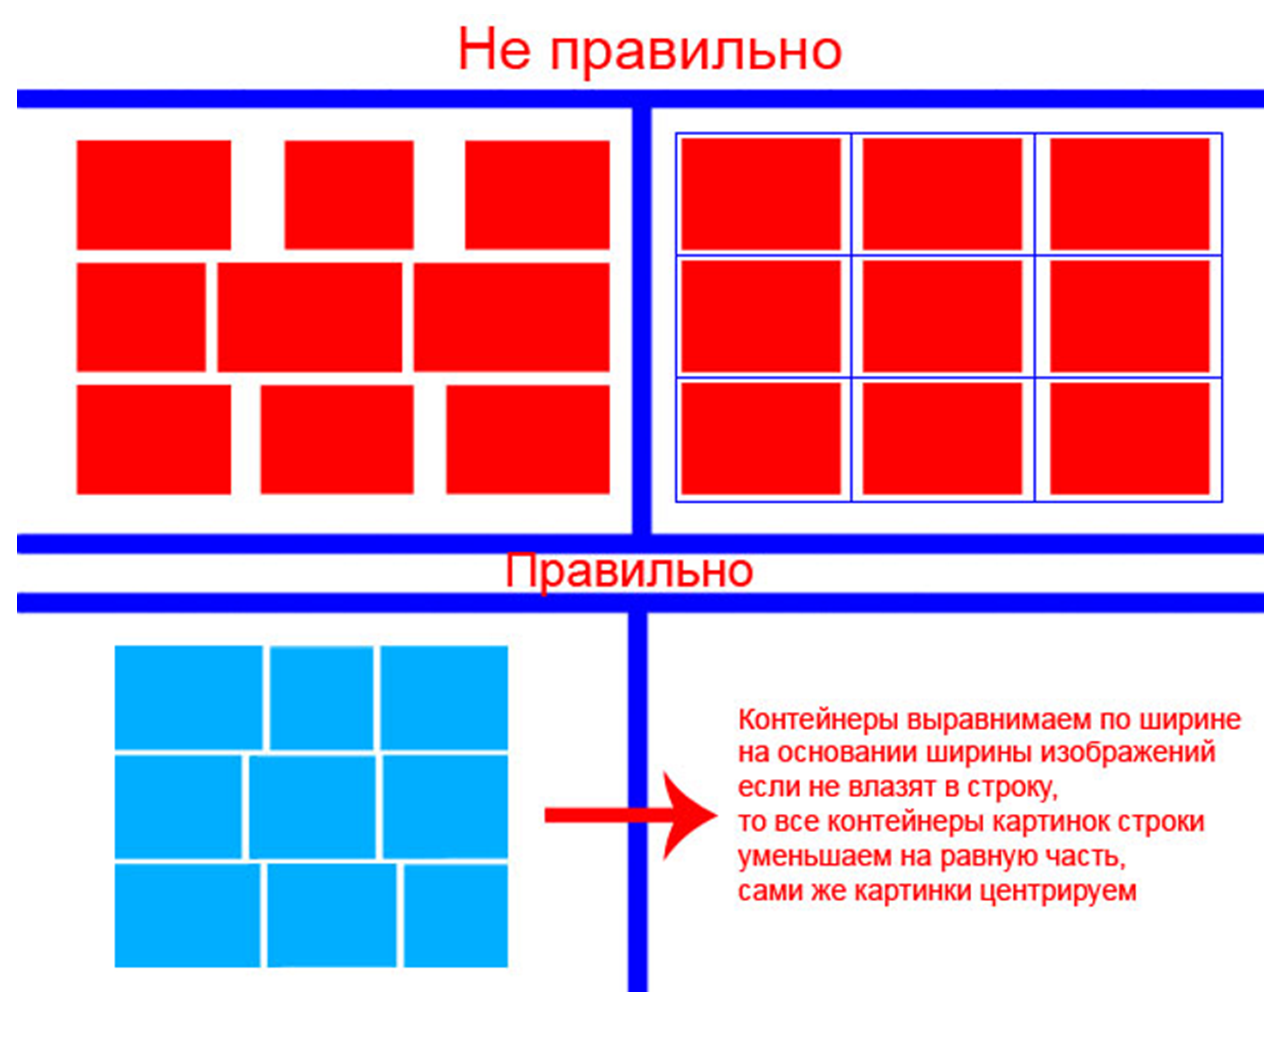 Не правильно
Правильно
Контейнеры выравнимаем по ширине
на основании ширины изображений
если не влазят в строку,
то все контейнеры картинок строки
уменьшаем на равную часть,
сами же картинки центрируем